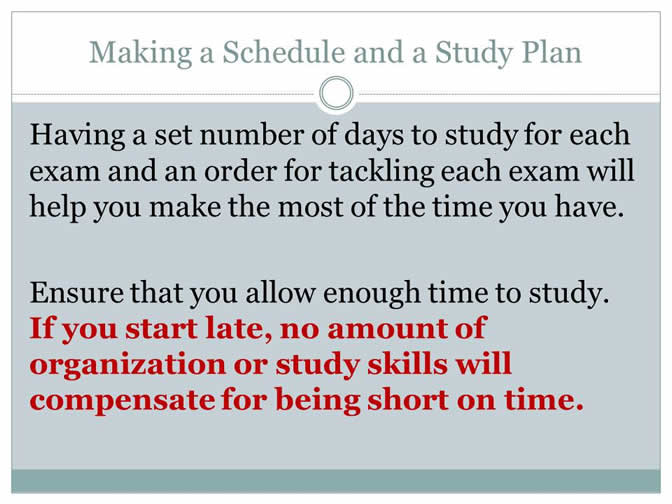 Making a Schedule and a Study Plan
Having a set number of days to study for each
exam and an order for tackling each exam will
help you make the most of the time you have.
Ensure that you allow enough time to study.
If you start late, no amount of
organization or study skills will
compensate for being short on time.